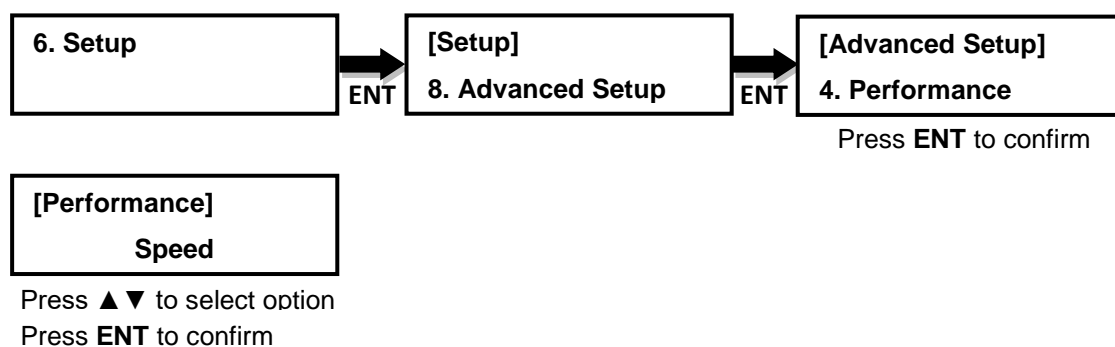 6. Setup
ENT
[Setup]
8. Advanced Setup
ENT
[Advanced Setup]
4. Performance
Press ENT to confirm
[Performance]
Speed
Press ▲▼ to select option
Press ENT to confirm